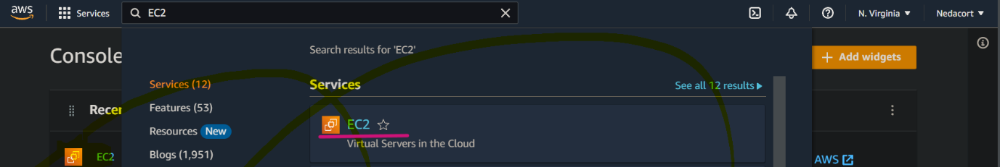 aws Services EC2 N. Virginia Nedacort
Console
Search results for 'EC2'
Add widgets
Services (12)
Services
See all 12 results
Features (53)
Recen
EC2
Resources New
Virtual Servers in the Cloud
Blogs (1,951)
EC2
AWS